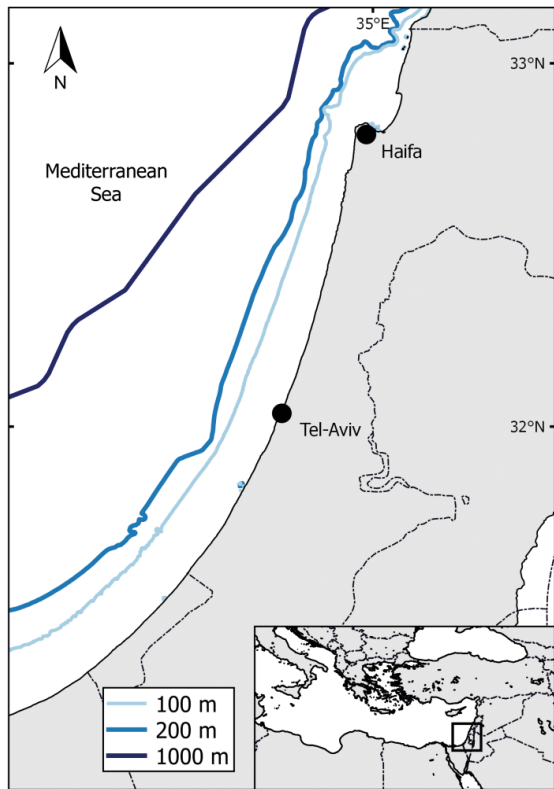 35°E
33°N
N
Haifa
Mediterranean
Sea
Tel-Aviv
32°N
100 m
200 m
1000 m